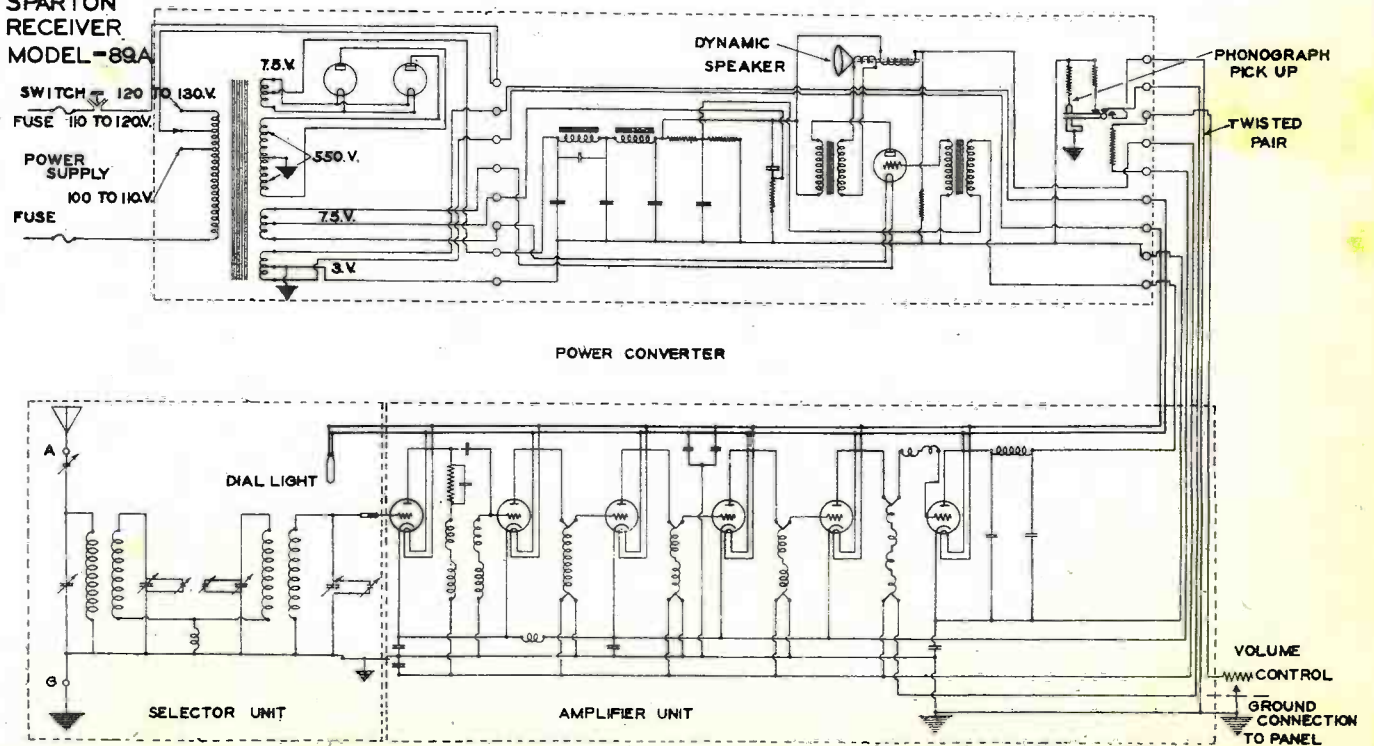 SPARTON
RECEIVER
MODEL-89A
SWITCH
120 TO 130.V.
FUSE
110 TO 120.V.
POWER
SUPPLY
100 TO 110.V.
FUSE
7.5.V.
550.V.
7.5.V.
3.V.
DYNAMIC
SPEAKER
PHONOGRAPH
PICK UP
TWISTED
PAIR
POWER CONVERTER
A
DIAL LIGHT
G
SELECTOR UNIT
AMPLIFIER UNIT
VOLUME
CONTROL
GROUND
CONNECTION
TO PANEL